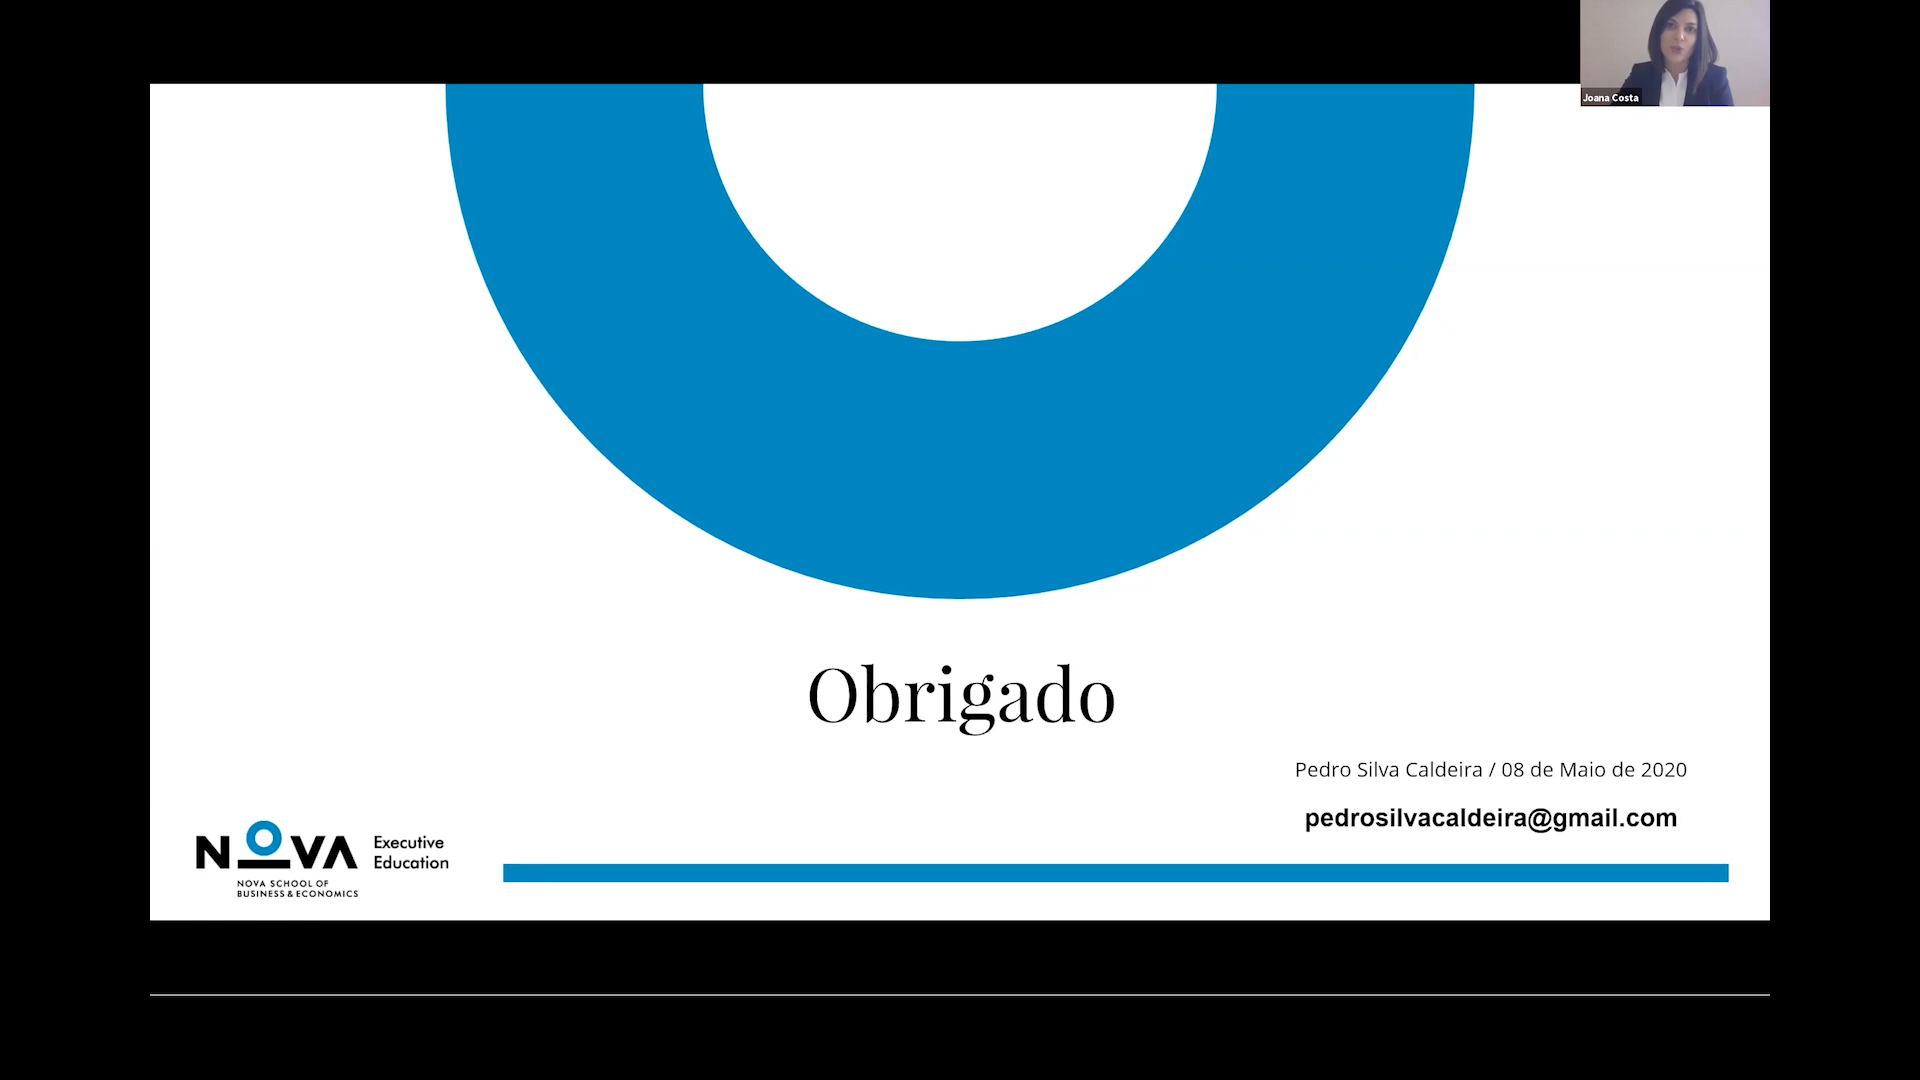 Joana Costa
Obrigado
Pedro Silva Caldeira / 08 de Maio de 2020
pedrosilvacaldeira@gmail.com
NOVA
Executive
Education
NOVA SCHOOL OF
BUSINESS & ECONOMICS